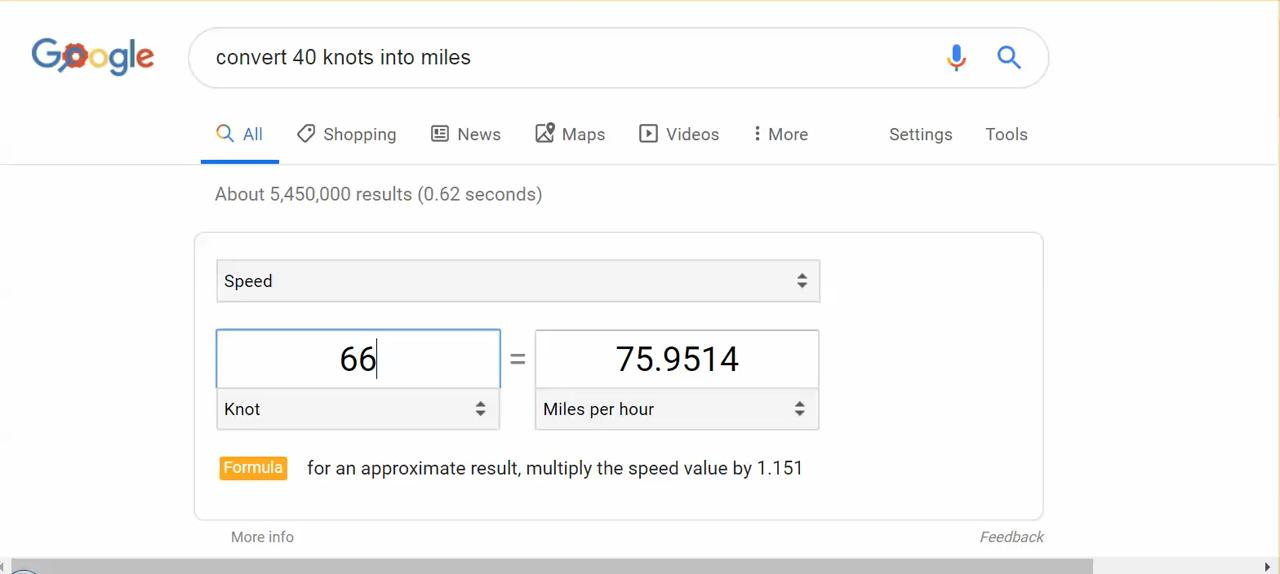 Google
convert 40 knots into miles
All Shopping News Maps Videos More Settings Tools
About 5,450,000 results (0.62 seconds)
Speed
66 = 75.9514
Knot Miles per hour
Formula for an approximate result, multiply the speed value by 1.151
More info Feedback